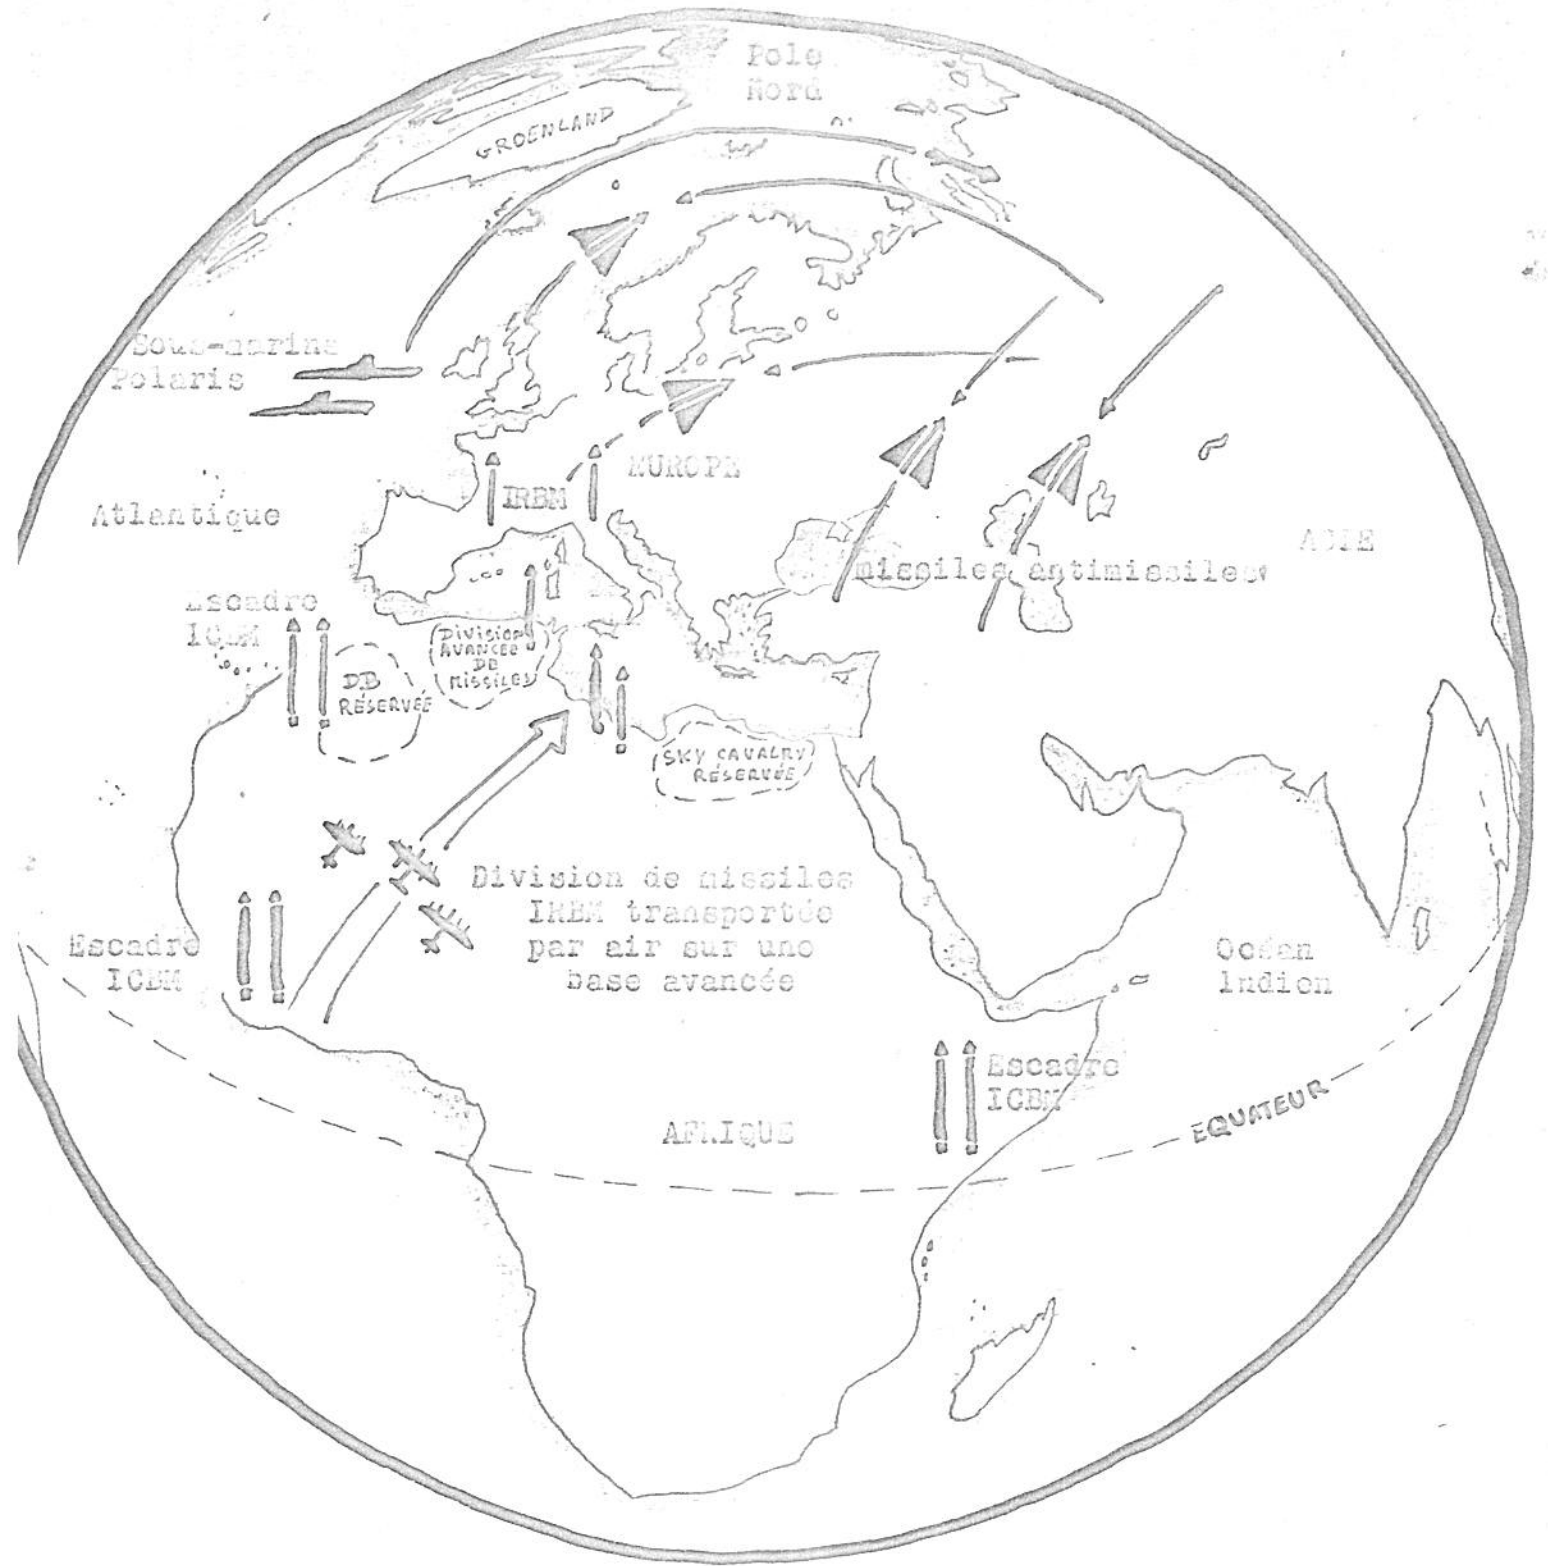 Pole
Nord
GROENLAND
Sous-marins
Polaris
EUROPE
IRBM
Atlantique
ASIE
missiles antimissiles
Escadre
ICBM
DIVISION
AVANCÉE
DE
MISSILES
DB
RÉSERVÉE
SKY CAVALRY
RÉSERVÉE
Division de missiles
IRBM transportée
par air sur une
base avancée
Escadre
ICBM
Océan
Indien
Escadre
ICBM
EQUATEUR
AFRIQUE